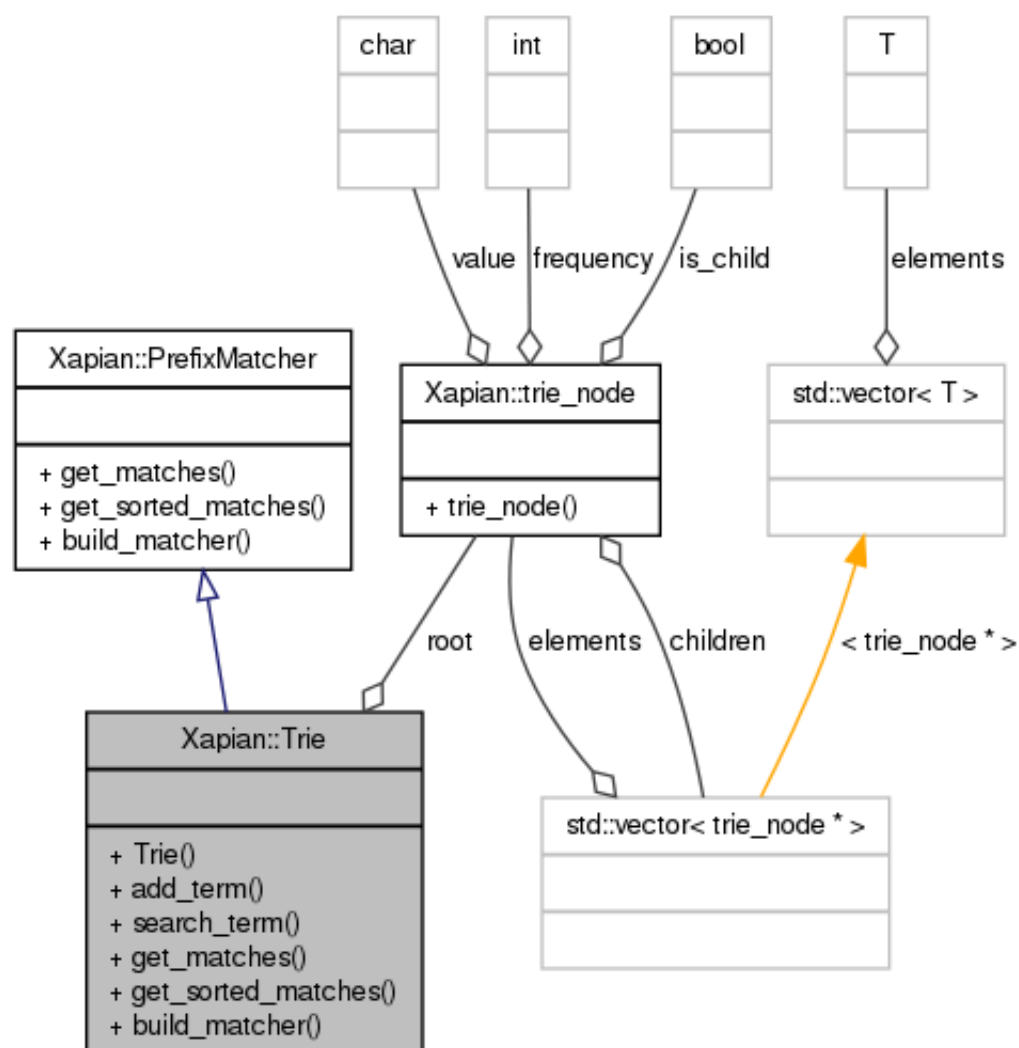 char
int
bool
T
value
frequency
is_child
elements
Xapian::PrefixMatcher
+ get_matches()
+ get_sorted_matches()
+ build_matcher()
Xapian::trie_node
+ trie_node()
std::vector< T >
root
elements
children
< trie_node * >
Xapian::Trie
+ Trie()
+ add_term()
+ search_term()
+ get_matches()
+ get_sorted_matches()
+ build_matcher()
std::vector< trie_node * >